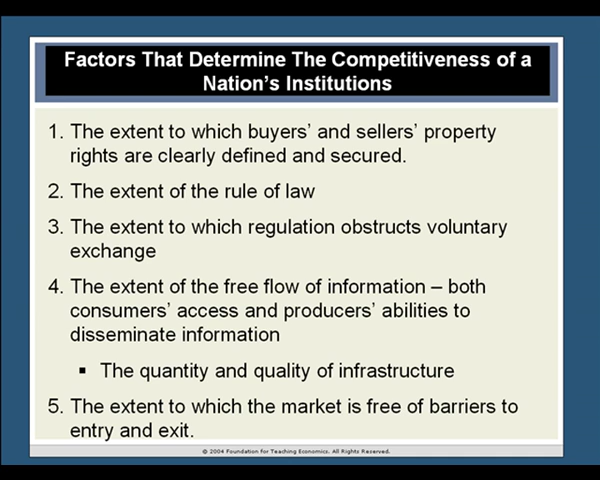 Factors That Determine The Competitiveness of a
Nation's Institutions
1. The extent to which buyers' and sellers' property
rights are clearly defined and secured.
2. The extent of the rule of law
3. The extent to which regulation obstructs voluntary
exchange
4. The extent of the free flow of information – both
consumers' access and producers' abilities to
disseminate information
▪ The quantity and quality of infrastructure
5. The extent to which the market is free of barriers to
entry and exit.
© 2004 Foundation for Teaching Economics. All Rights Reserved.